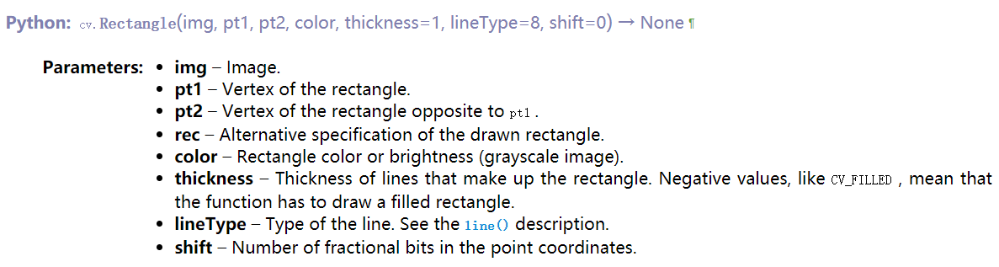 Python: cv.Rectangle(img, pt1, pt2, color, thickness=1, lineType=8, shift=0) → None ¶
Parameters: • img – Image.
• pt1 – Vertex of the rectangle.
• pt2 – Vertex of the rectangle opposite to pt1 .
• rec – Alternative specification of the drawn rectangle.
• color – Rectangle color or brightness (grayscale image).
• thickness – Thickness of lines that make up the rectangle. Negative values, like CV_FILLED , mean that
the function has to draw a filled rectangle.
• lineType – Type of the line. See the line() description.
• shift – Number of fractional bits in the point coordinates.